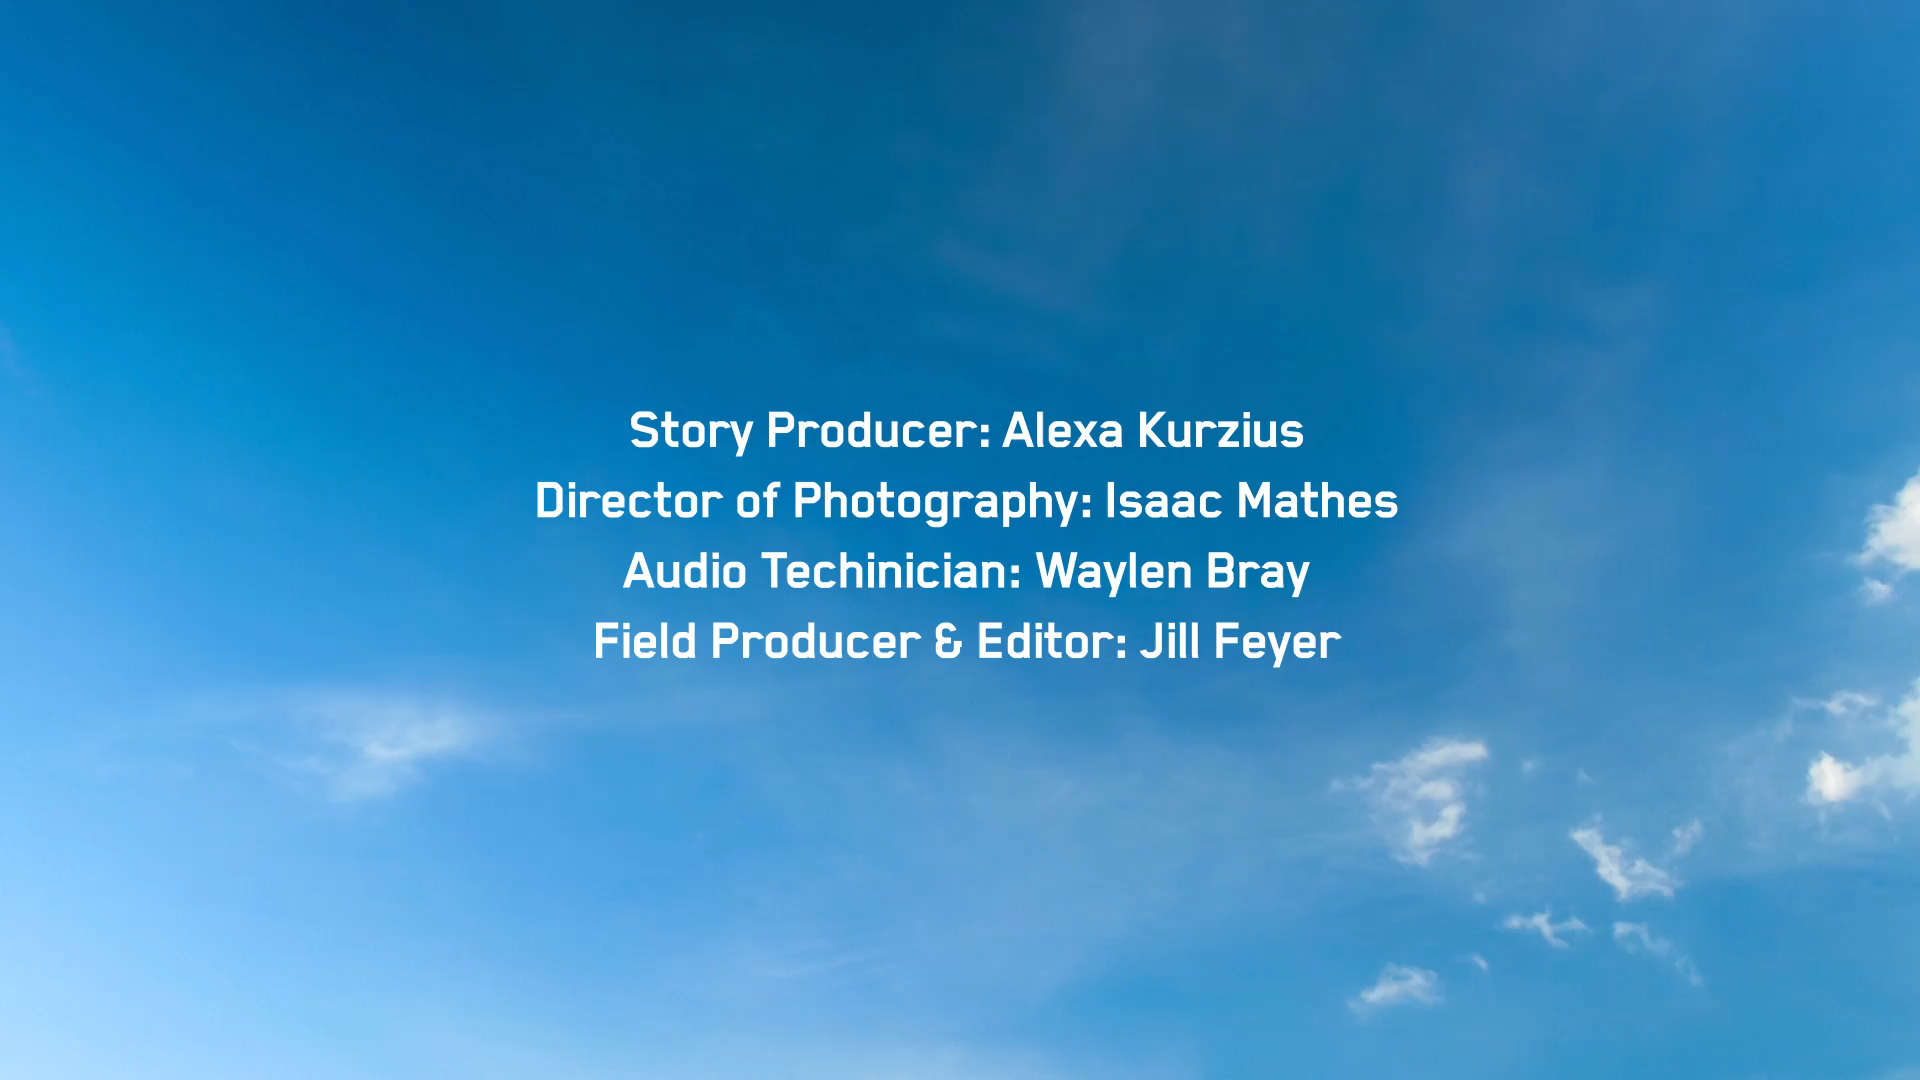 Story Producer: Alexa Kurzius
Director of Photography: Isaac Mathes
Audio Techinician: Waylen Bray
Field Producer & Editor: Jill Feyer